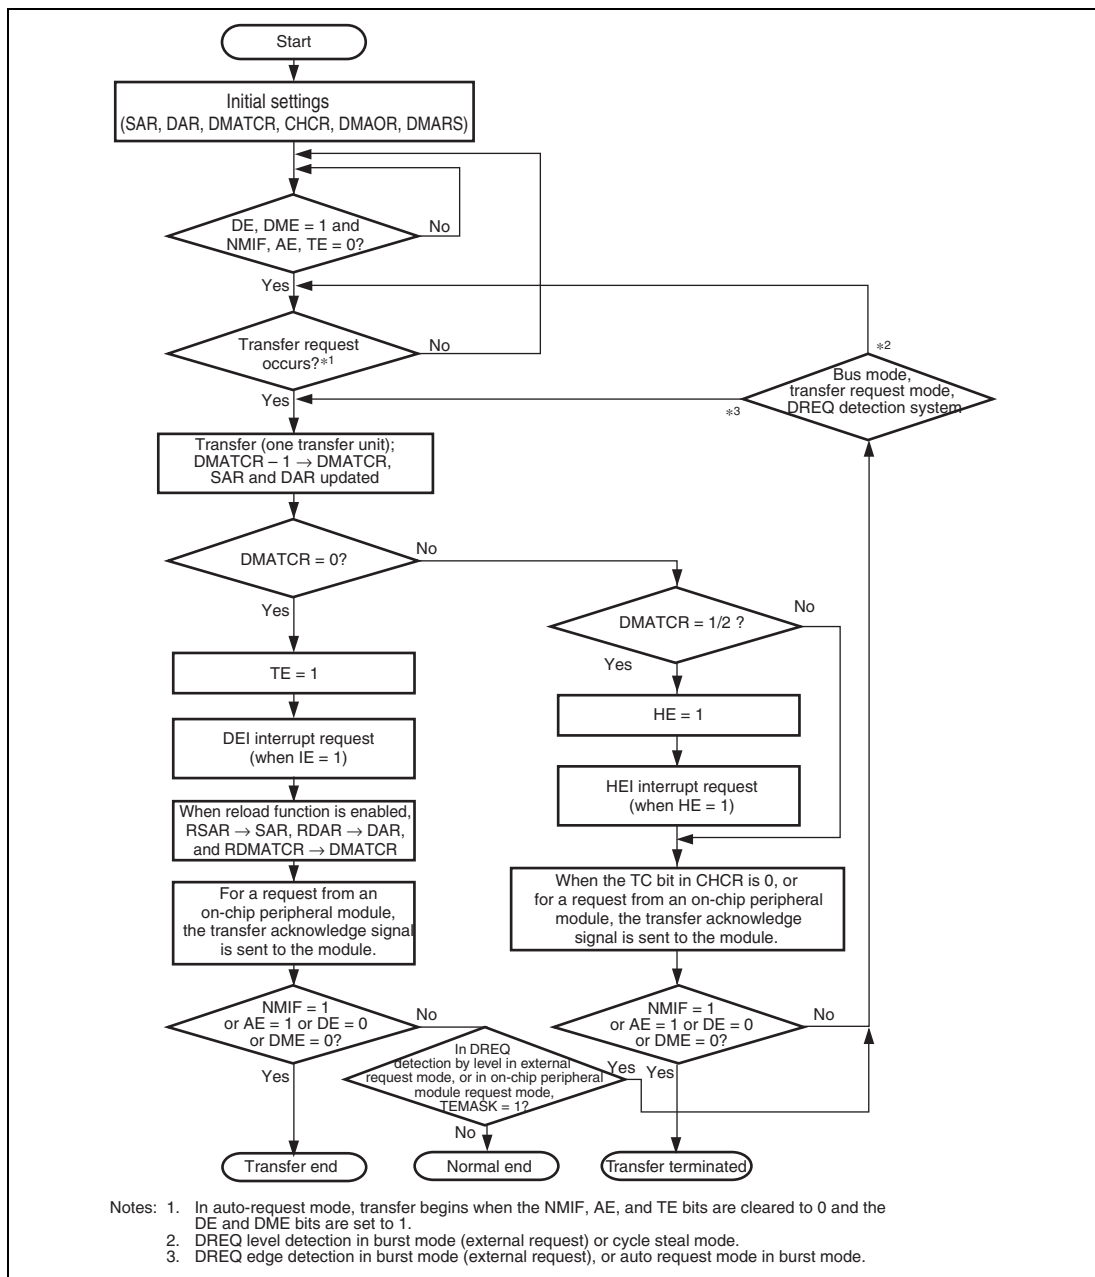 Start
Initial settings
(SAR, DAR, DMATCR, CHCR, DMAOR, DMARS)
DE, DME = 1 and
NMIF, AE, TE = 0?
No
Yes
Transfer request
occurs?*1
No
Yes
*2
Bus mode,
transfer request mode,
DREQ detection system
*3
Transfer (one transfer unit);
DMATCR – 1 → DMATCR,
SAR and DAR updated
DMATCR = 0?
No
Yes
DMATCR = 1/2 ?
No
Yes
TE = 1
HE = 1
DEI interrupt request
(when IE = 1)
HEI interrupt request
(when HE = 1)
When reload function is enabled,
RSAR → SAR, RDAR → DAR,
and RDMATCR → DMATCR
For a request from an
on-chip peripheral module,
the transfer acknowledge signal
is sent to the module.
When the TC bit in CHCR is 0, or
for a request from an on-chip peripheral
module, the transfer acknowledge
signal is sent to the module.
NMIF = 1
or AE = 1 or DE = 0
or DME = 0?
No
Yes
In DREQ
detection by level in external
request mode, or in on-chip peripheral
module request mode,
TEMASK = 1?
Yes
No
NMIF = 1
or AE = 1 or DE = 0
or DME = 0?
No
Yes
Transfer end
Normal end
Transfer terminated
Notes: 1. In auto-request mode, transfer begins when the NMIF, AE, and TE bits are cleared to 0 and the
DE and DME bits are set to 1.
2. DREQ level detection in burst mode (external request) or cycle steal mode.
3. DREQ edge detection in burst mode (external request), or auto request mode in burst mode.